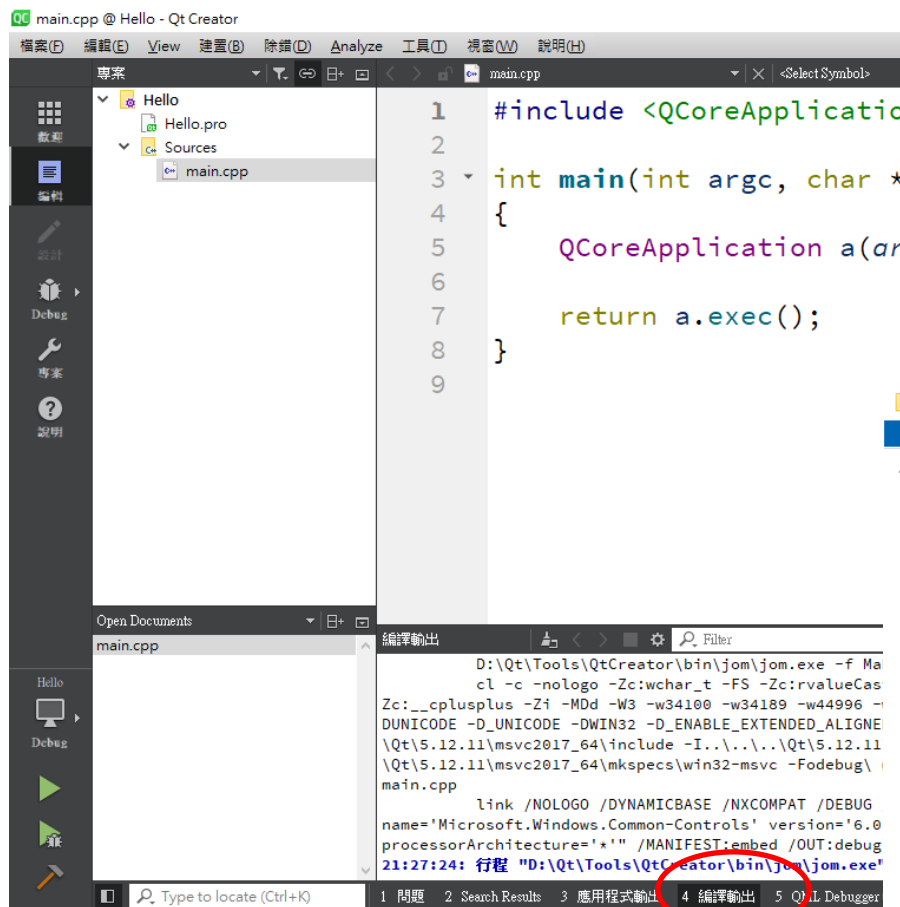 QC main.cpp @ Hello - Qt Creator
檔案(F) 編輯(E) View 建置(B) 除錯(D) Analyze 工具(T) 視窗(W) 說明(H)
專案
main.cpp
<Select Symbol>
歡迎
編輯
設計
Debug
專案
說明
Hello
Hello.pro
Sources
main.cpp
1 #include <QCoreApplicatio
2
3 int main(int argc, char *
4 {
5 QCoreApplication a(ar
6
7 return a.exec();
8 }
9
Open Documents
main.cpp
Hello
Debug
編譯輸出
Filter
D:\Qt\Tools\QtCreator\bin\jom\jom.exe -f Ma
cl -c -nologo -Zc:wchar_t -FS -Zc:rvalueCas
Zc:__cplusplus -Zi -MDd -W3 -w34100 -w34189 -w44996 -
DUNICODE -D_UNICODE -DWIN32 -D_ENABLE_EXTENDED_ALIGNE
\Qt\5.12.11\msvc2017_64\include -I..\..\..\Qt\5.12.11
\Qt\5.12.11\msvc2017_64\mkspecs\win32-msvc -Fodebug\
main.cpp
link /NOLOGO /DYNAMICBASE /NXCOMPAT /DEBUG
name='Microsoft.Windows.Common-Controls' version='6.0
processorArchitecture='*'" /MANIFEST:embed /OUT:debug
21:27:24: 行程 "D:\Qt\Tools\QtCreator\bin\jom\jom.exe"
Type to locate (Ctrl+K)
1 問題 2 Search Results 3 應用程式輸出 4 編譯輸出 5 QML Debugger